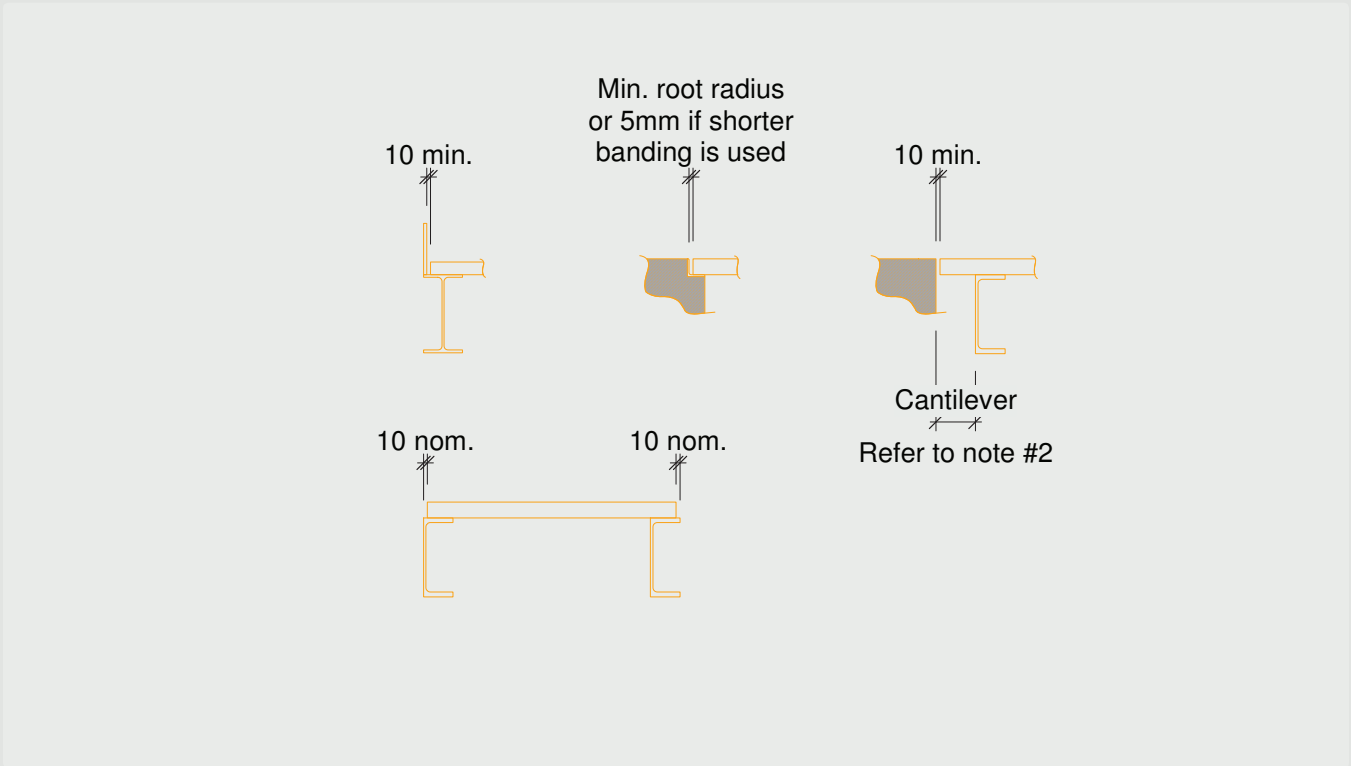 Min. root radius
or 5mm if shorter
banding is used
10 min.
10 min.
Cantilever
Refer to note #2
10 nom.
10 nom.